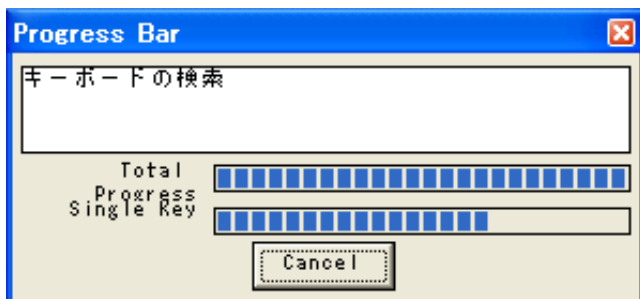 Progress Bar
キーボードの検索
Total
Progress
Single Key
Cancel